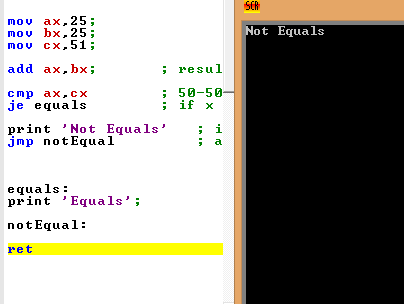 SCR
Not Equals
mov ax,25;
mov bx,25;
mov cx,51;
add ax,bx; ; resul
cmp ax,cx ; 50-50
je equals ; if x
print 'Not Equals' ; i
jmp notEqual ; a
equals:
print 'Equals';
notEqual:
ret